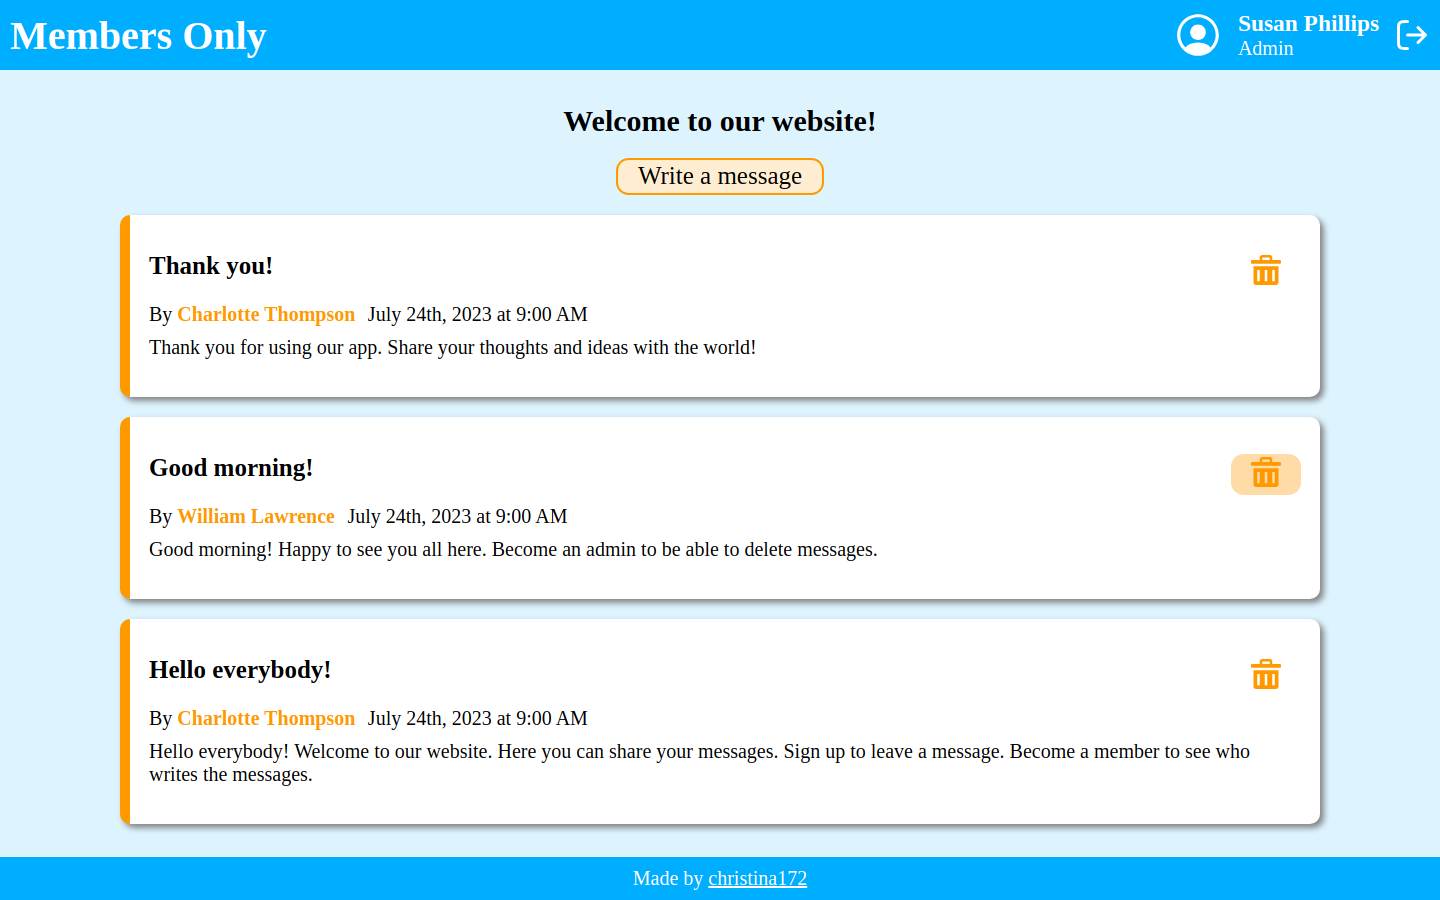 Members Only
Susan Phillips
Admin
Welcome to our website!
Write a message
Thank you!
By Charlotte Thompson July 24th, 2023 at 9:00 AM
Thank you for using our app. Share your thoughts and ideas with the world!
Good morning!
By William Lawrence July 24th, 2023 at 9:00 AM
Good morning! Happy to see you all here. Become an admin to be able to delete messages.
Hello everybody!
By Charlotte Thompson July 24th, 2023 at 9:00 AM
Hello everybody! Welcome to our website. Here you can share your messages. Sign up to leave a message. Become a member to see who
writes the messages.
Made by christina172